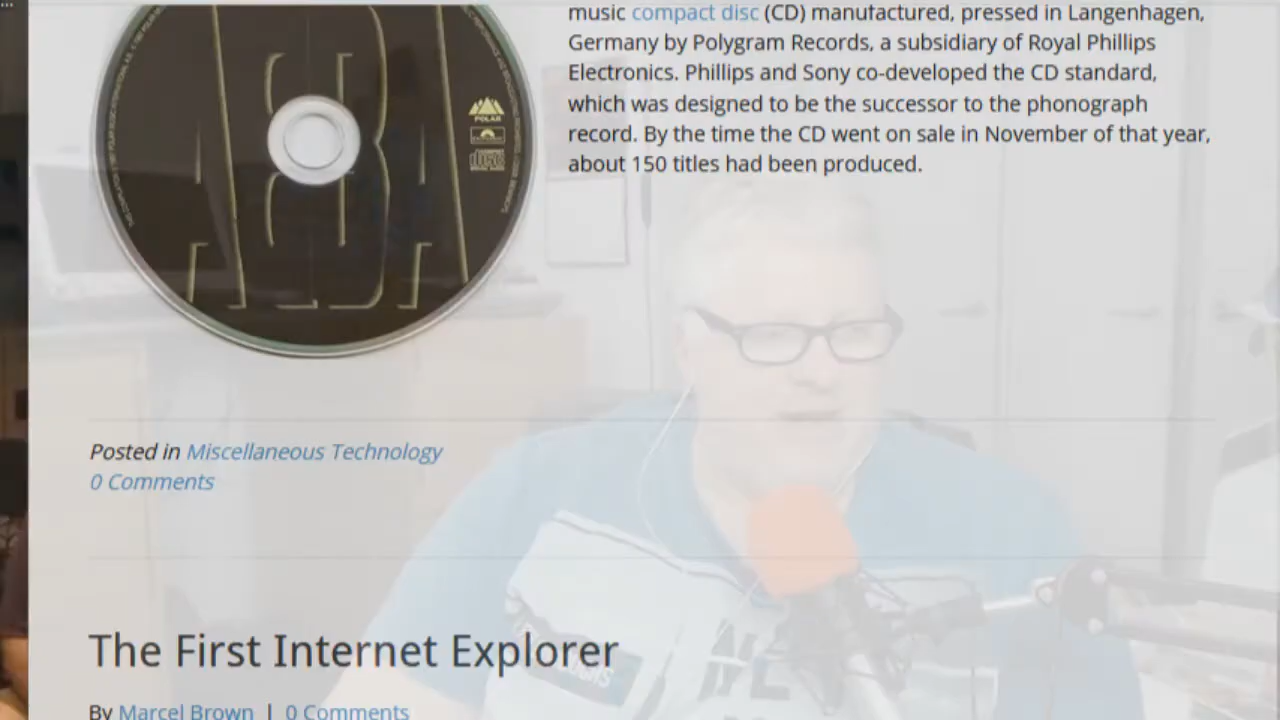 music compact disc (CD) manufactured, pressed in Langenhagen,
Germany by Polygram Records, a subsidiary of Royal Phillips
Electronics. Phillips and Sony co-developed the CD standard,
which was designed to be the successor to the phonograph
record. By the time the CD went on sale in November of that year,
about 150 titles had been produced.
ABBA
POLAR
Posted in Miscellaneous Technology
0 Comments
The First Internet Explorer
By Marcel Brown | 0 Comments